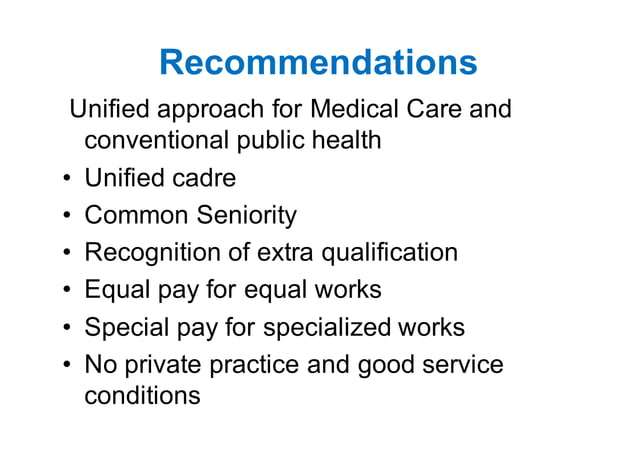 Recommendations
Unified approach for Medical Care and
conventional public health
• Unified cadre
• Common Seniority
• Recognition of extra qualification
• Equal pay for equal works
• Special pay for specialized works
• No private practice and good service
conditions